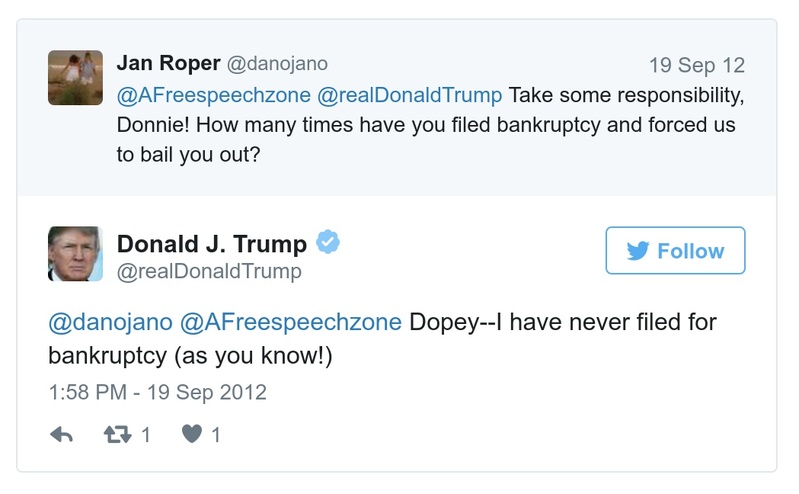 Jan Roper @danojano 19 Sep 12
@AFreespeechzone @realDonaldTrump Take some responsibility,
Donnie! How many times have you filed bankruptcy and forced us
to bail you out?
Donald J. Trump
@realDonaldTrump
Follow
@danojano @AFreespeechzone Dopey--I have never filed for
bankruptcy (as you know!)
1:58 PM - 19 Sep 2012
1 1